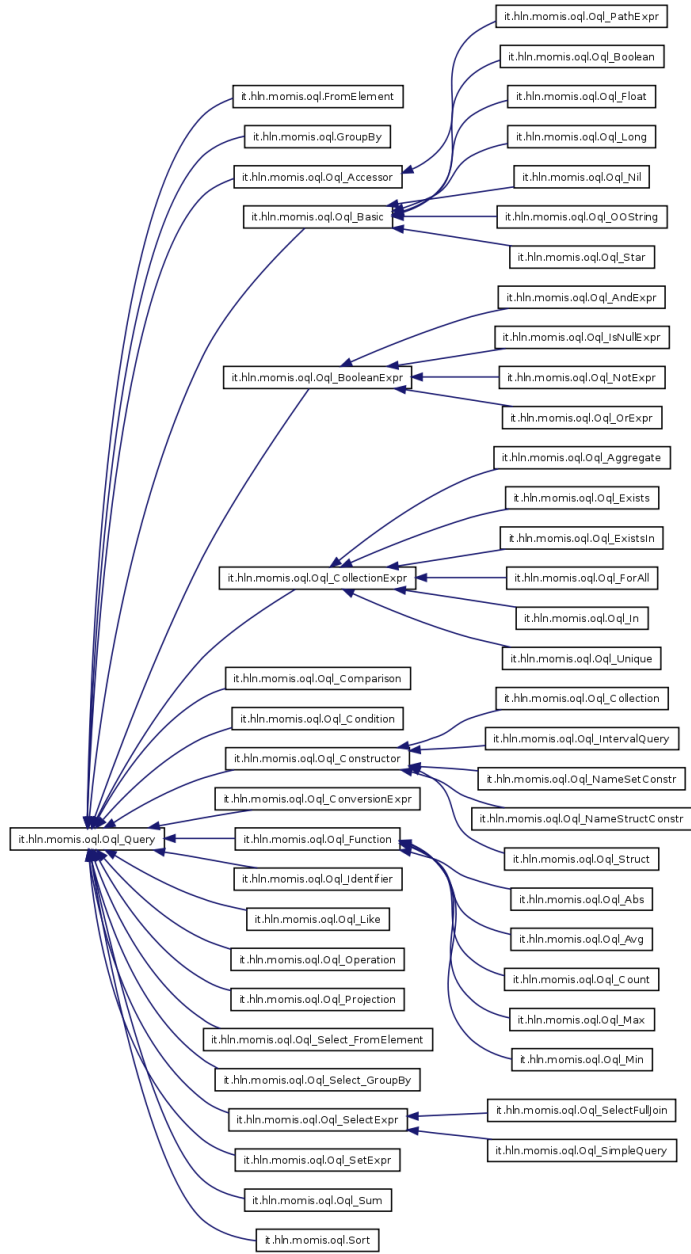 it.hln.momis.oql.Oql_PathExpr
it.hln.momis.oql.Oql_Boolean
it.hln.momis.oql.FromElement
it.hln.momis.oql.Oql_Float
it.hln.momis.oql.GroupBy
it.hln.momis.oql.Oql_Long
it.hln.momis.oql.Oql_Accessor
it.hln.momis.oql.Oql_Nil
it.hln.momis.oql.Oql_Basic
it.hln.momis.oql.Oql_OOString
it.hln.momis.oql.Oql_Star
it.hln.momis.oql.Oql_AndExpr
it.hln.momis.oql.Oql_IsNullExpr
it.hln.momis.oql.Oql_BooleanExpr
it.hln.momis.oql.Oql_NotExpr
it.hln.momis.oql.Oql_OrExpr
it.hln.momis.oql.Oql_Aggregate
it.hln.momis.oql.Oql_Exists
it.hln.momis.oql.Oql_ExistsIn
it.hln.momis.oql.Oql_CollectionExpr
it.hln.momis.oql.Oql_ForAll
it.hln.momis.oql.Oql_In
it.hln.momis.oql.Oql_Unique
it.hln.momis.oql.Oql_Comparison
it.hln.momis.oql.Oql_Collection
it.hln.momis.oql.Oql_Condition
it.hln.momis.oql.Oql_IntervalQuery
it.hln.momis.oql.Oql_Constructor
it.hln.momis.oql.Oql_NameSetConstr
it.hln.momis.oql.Oql_ConversionExpr
it.hln.momis.oql.Oql_NameStructConstr
it.hln.momis.oql.Oql_Query
it.hln.momis.oql.Oql_Function
it.hln.momis.oql.Oql_Struct
it.hln.momis.oql.Oql_Identifier
it.hln.momis.oql.Oql_Abs
it.hln.momis.oql.Oql_Like
it.hln.momis.oql.Oql_Avg
it.hln.momis.oql.Oql_Operation
it.hln.momis.oql.Oql_Count
it.hln.momis.oql.Oql_Projection
it.hln.momis.oql.Oql_Max
it.hln.momis.oql.Oql_Select_FromElement
it.hln.momis.oql.Oql_Min
it.hln.momis.oql.Oql_Select_GroupBy
it.hln.momis.oql.Oql_SelectFullJoin
it.hln.momis.oql.Oql_SelectExpr
it.hln.momis.oql.Oql_SimpleQuery
it.hln.momis.oql.Oql_SetExpr
it.hln.momis.oql.Oql_Sum
it.hln.momis.oql.Sort